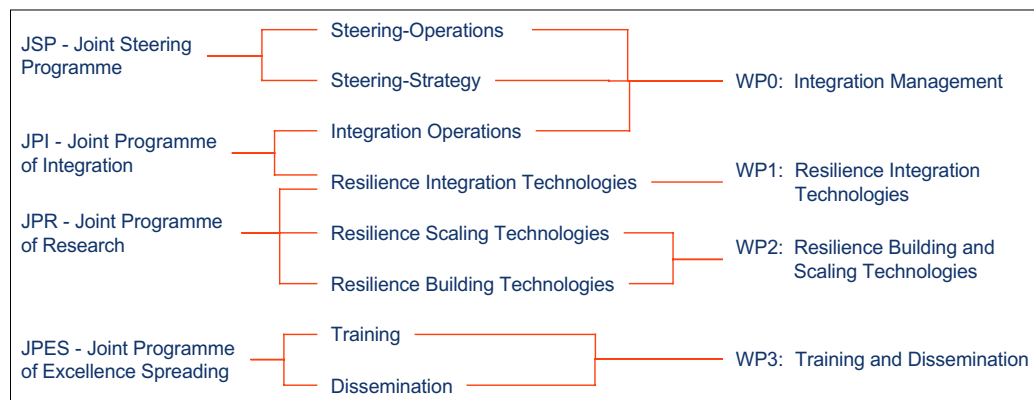 JSP - Joint Steering
Programme
Steering-Operations
Steering-Strategy
WP0: Integration Management
JPI - Joint Programme
of Integration
Integration Operations
Resilience Integration Technologies
WP1: Resilience Integration
Technologies
JPR - Joint Programme
of Research
Resilience Scaling Technologies
Resilience Building Technologies
WP2: Resilience Building and
Scaling Technologies
JPES - Joint Programme
of Excellence Spreading
Training
Dissemination
WP3: Training and Dissemination